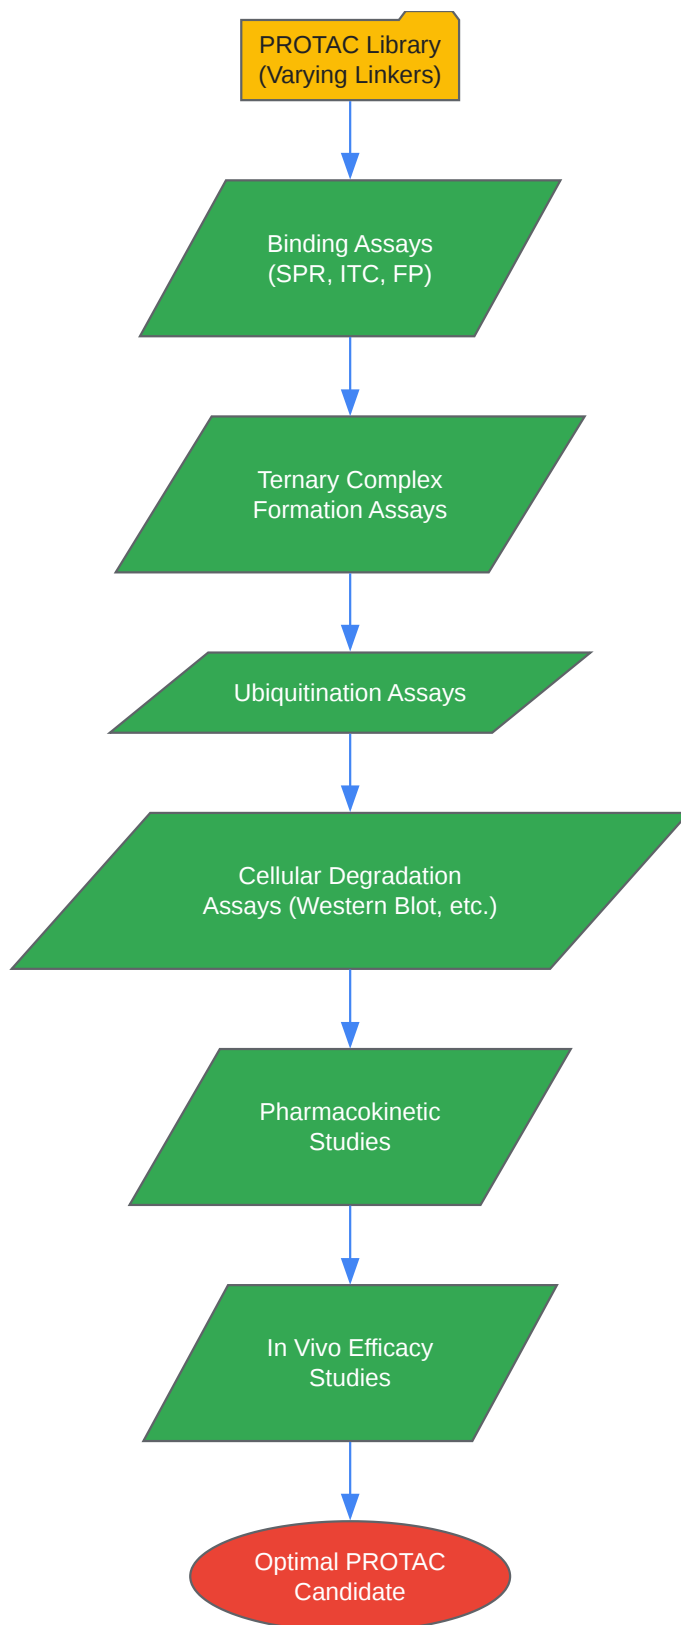 PROTAC Library
(Varying Linkers)
Binding Assays
(SPR, ITC, FP)
Ternary Complex
Formation Assays
Ubiquitination Assays
Cellular Degradation
Assays (Western Blot, etc.)
Pharmacokinetic
Studies
In Vivo Efficacy
Studies
Optimal PROTAC
Candidate